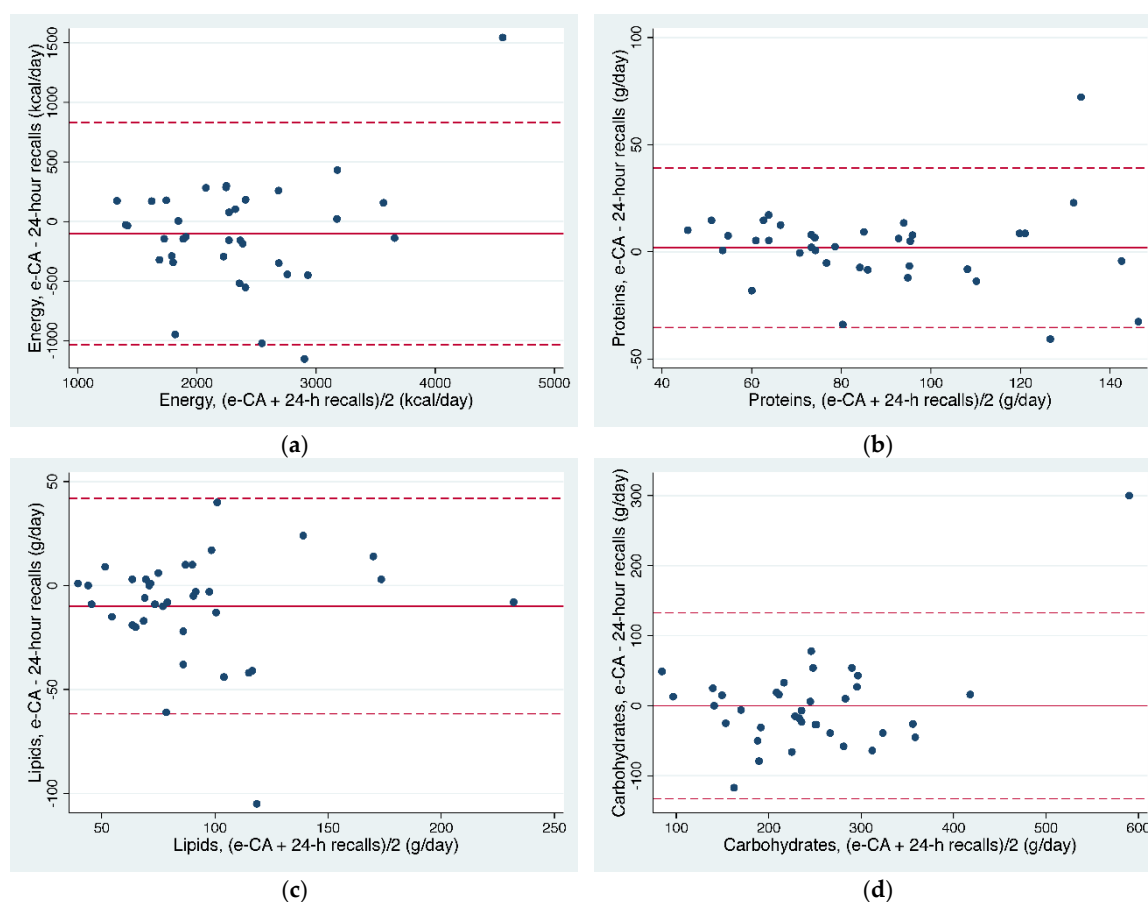 Energy, e-CA - 24-hour recalls (kcal/day)
1500
1000
500
0
-500
-1000
1000 2000 3000 4000 5000
Energy, (e-CA + 24-h recalls)/2 (kcal/day)
(a)
Proteins, e-CA - 24-hour recalls (g/day)
100
50
0
-50
40 60 80 100 120 140
Proteins, (e-CA + 24-h recalls)/2 (g/day)
(b)
Lipids, e-CA - 24-hour recalls (g/day)
50
0
-50
-100
50 100 150 200 250
Lipids, (e-CA + 24-h recalls)/2 (g/day)
(c)
Carbohydrates, e-CA - 24-hour recalls (g/day)
300
200
100
0
-100
100 200 300 400 500 600
Carbohydrates, (e-CA + 24-h recalls)/2 (g/day)
(d)